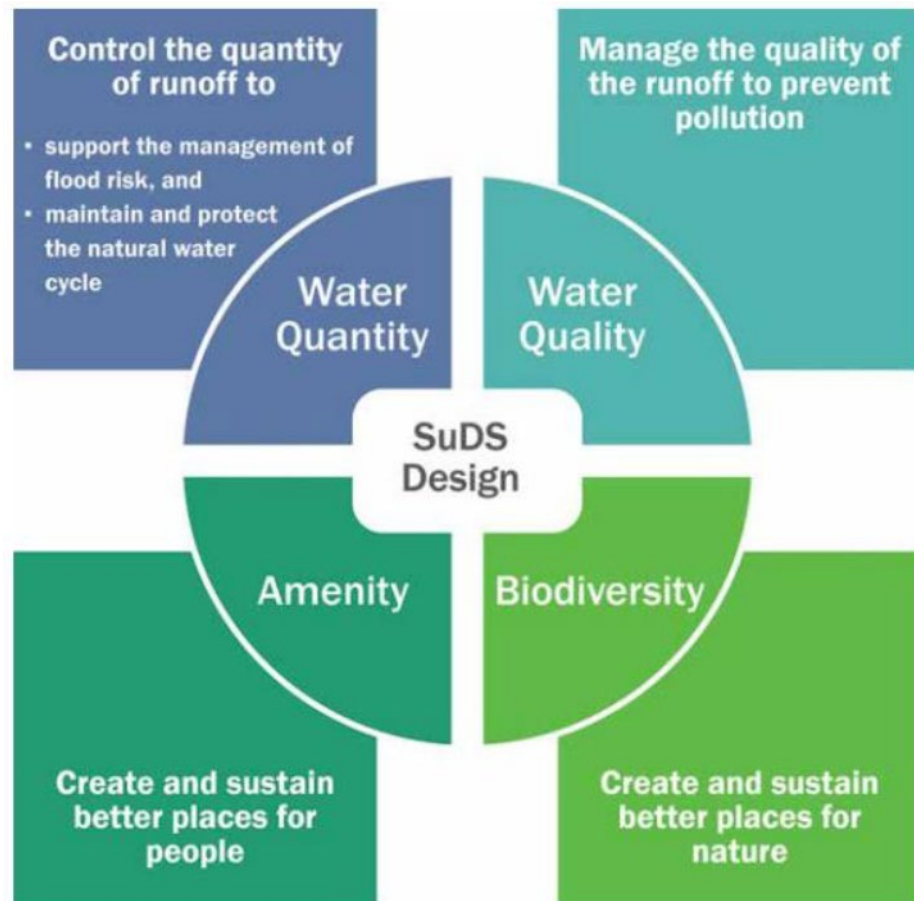 Control the quantity
of runoff to
• support the management of
flood risk, and
• maintain and protect
the natural water
cycle
Manage the quality of
the runoff to prevent
pollution
Water
Quantity
Water
Quality
SuDS
Design
Amenity
Biodiversity
Create and sustain
better places for
people
Create and sustain
better places for
nature